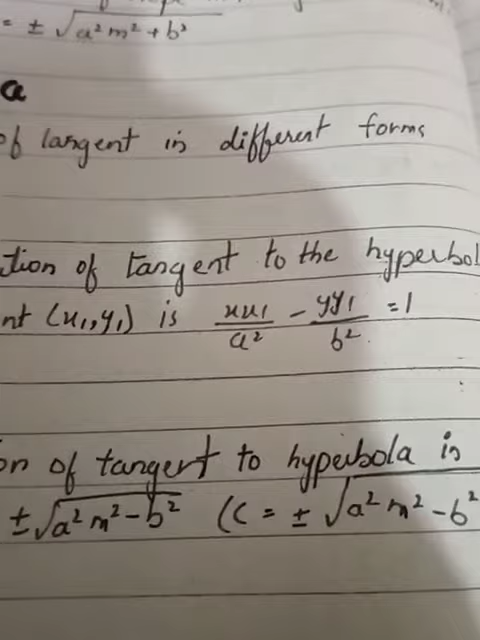 = ± √a²m² + b²
a
of tangent in different forms
tion of tangent to the hyperbol
nt (x₁, y₁) is xx₁/a² - yy₁/b² = 1
on of tangent to hyperbola is
± √a²m² - b² (c = ± √a²m² - b²